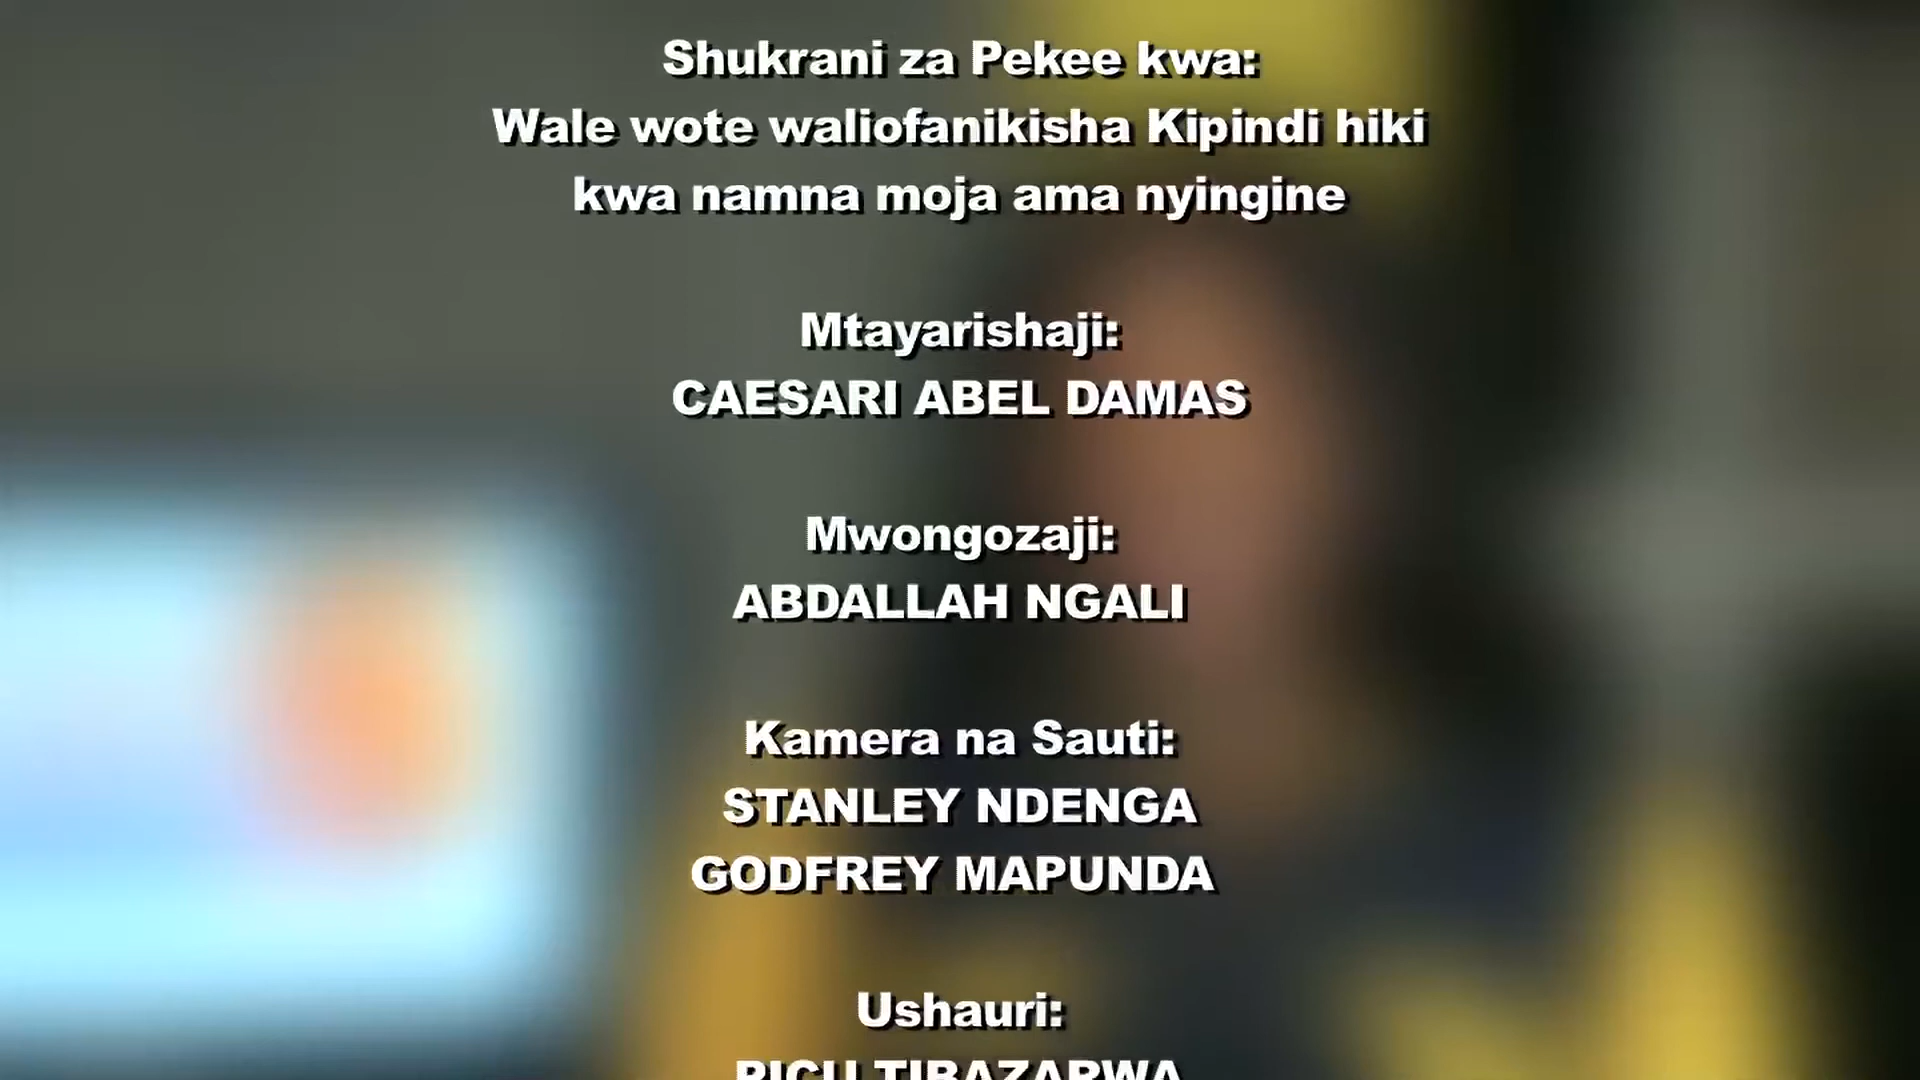 Shukrani za Pekee kwa:
Wale wote waliofanikisha Kipindi hiki
kwa namna moja ama nyingine
Mtayarishaji:
CAESARI ABEL DAMAS
Mwongozaji:
ABDALLAH NGALI
Kamera na Sauti:
STANLEY NDENGA
GODFREY MAPUNDA
Ushauri: